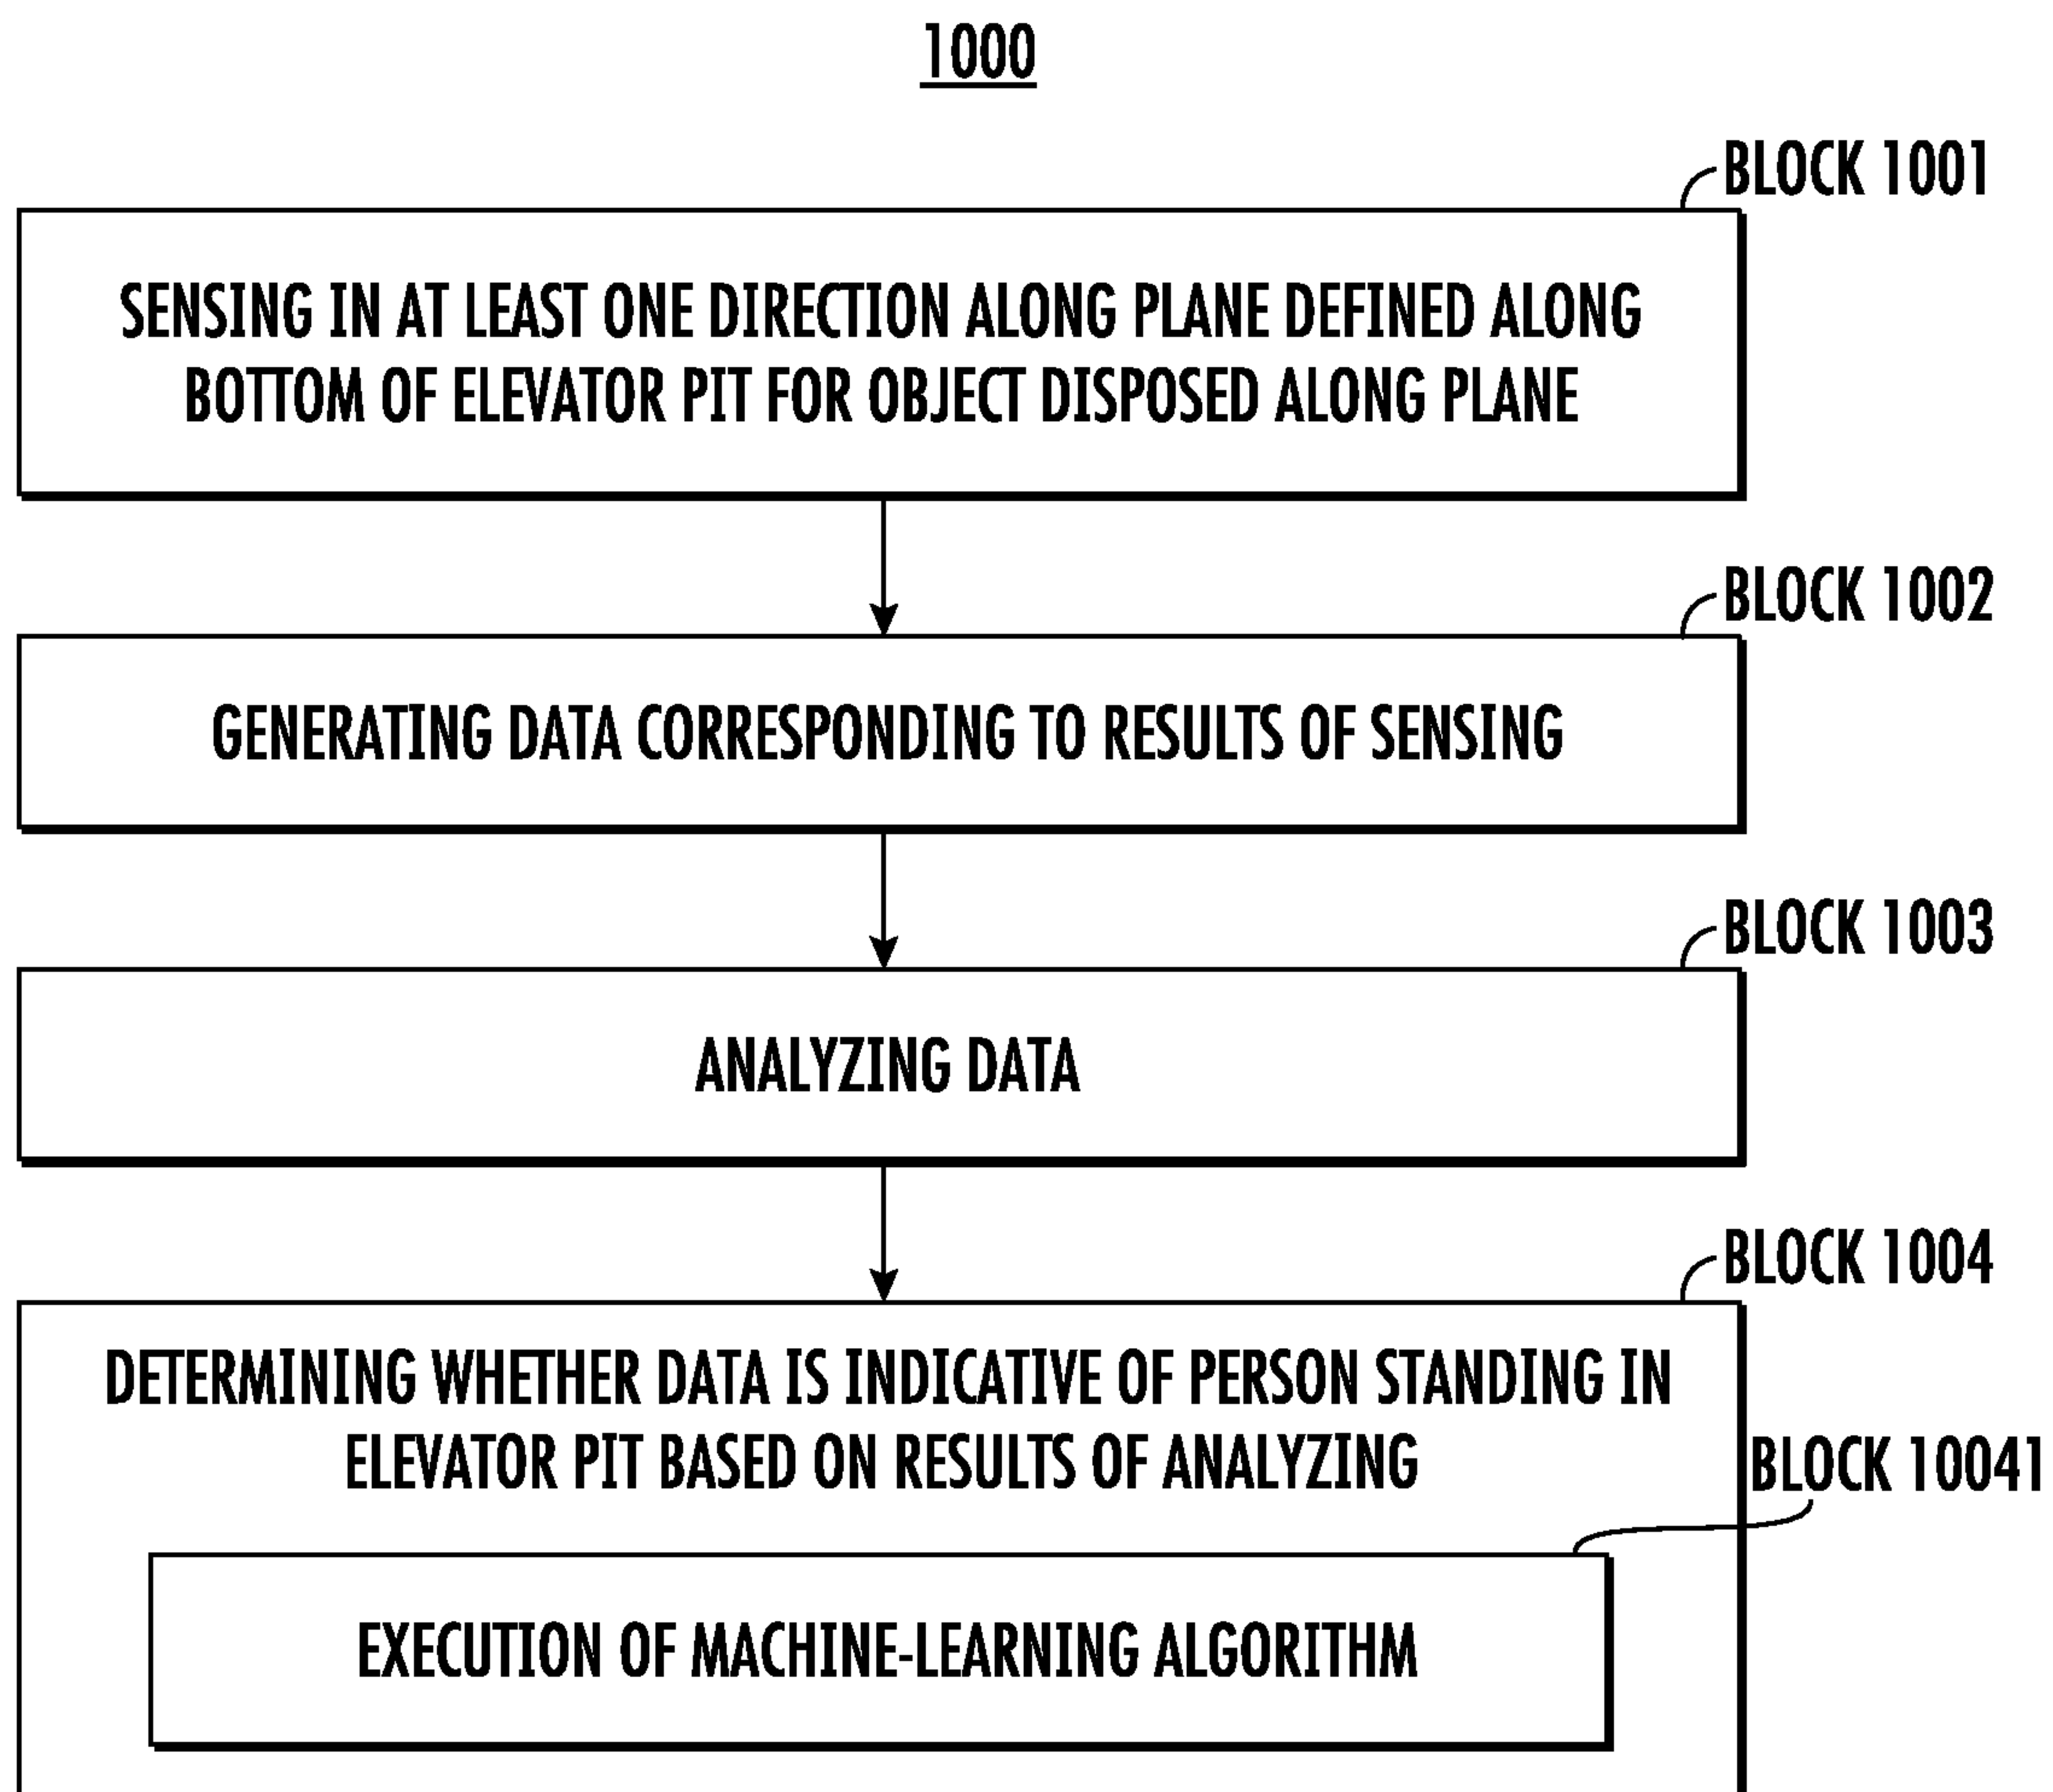 1000
BLOCK 1001
SENSING IN AT LEAST ONE DIRECTION ALONG PLANE DEFINED ALONG
BOTTOM OF ELEVATOR PIT FOR OBJECT DISPOSED ALONG PLANE
BLOCK 1002
GENERATING DATA CORRESPONDING TO RESULTS OF SENSING
BLOCK 1003
ANALYZING DATA
BLOCK 1004
DETERMINING WHETHER DATA IS INDICATIVE OF PERSON STANDING IN
ELEVATOR PIT BASED ON RESULTS OF ANALYZING
BLOCK 10041
EXECUTION OF MACHINE-LEARNING ALGORITHM